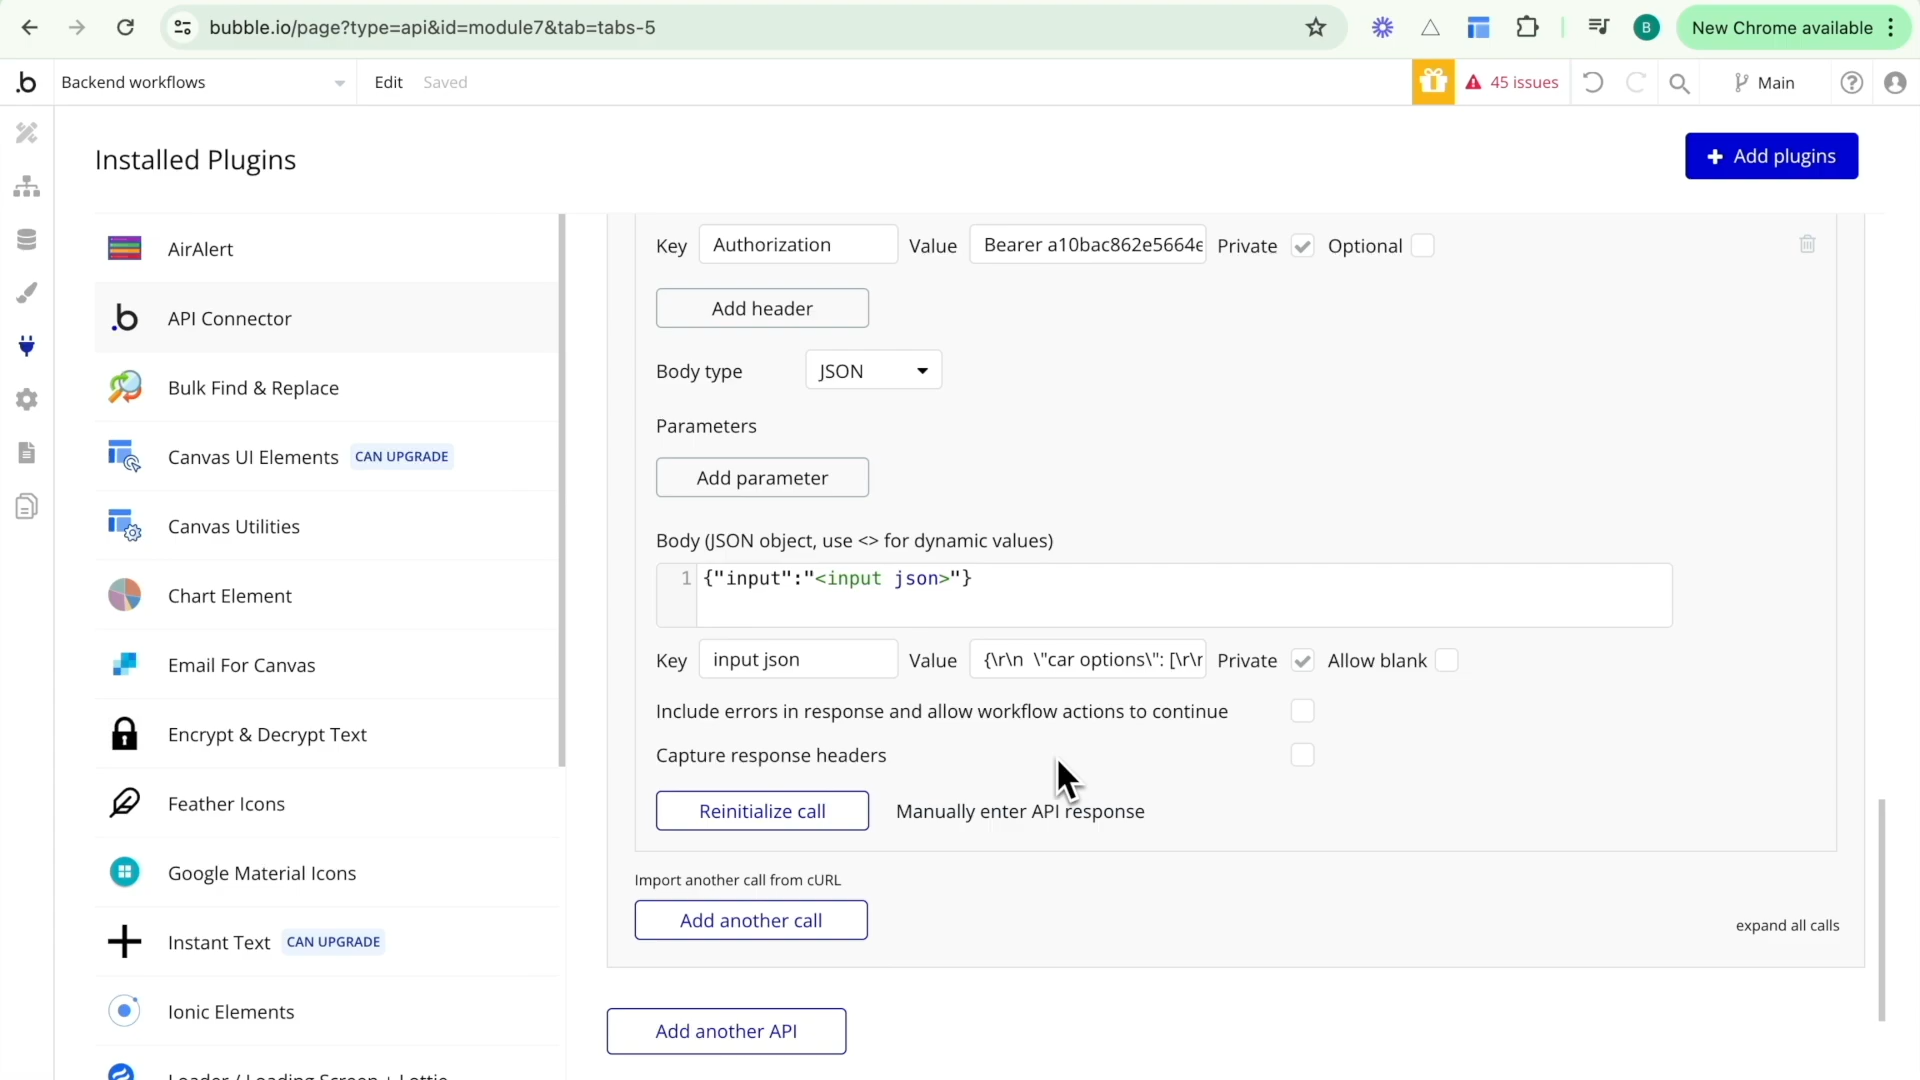 bubble.io/page?type=api&id=module7&tab=tabs-5
B
New Chrome available
b
Backend workflows
Edit
Saved
45 issues
Main
Installed Plugins
+ Add plugins
AirAlert
API Connector
Bulk Find & Replace
Canvas UI Elements CAN UPGRADE
Canvas Utilities
Chart Element
Email For Canvas
Encrypt & Decrypt Text
Feather Icons
Google Material Icons
Instant Text CAN UPGRADE
Ionic Elements
Key Authorization Value Bearer a10bac862e5664e Private Optional
Add header
Body type JSON
Parameters
Add parameter
Body (JSON object, use <> for dynamic values)
1 {"input":"<input json>"}
Key input json Value {\r\n \"car options\": [\r\r Private Allow blank
Include errors in response and allow workflow actions to continue
Capture response headers
Reinitialize call Manually enter API response
Import another call from cURL
Add another call
expand all calls
Add another API